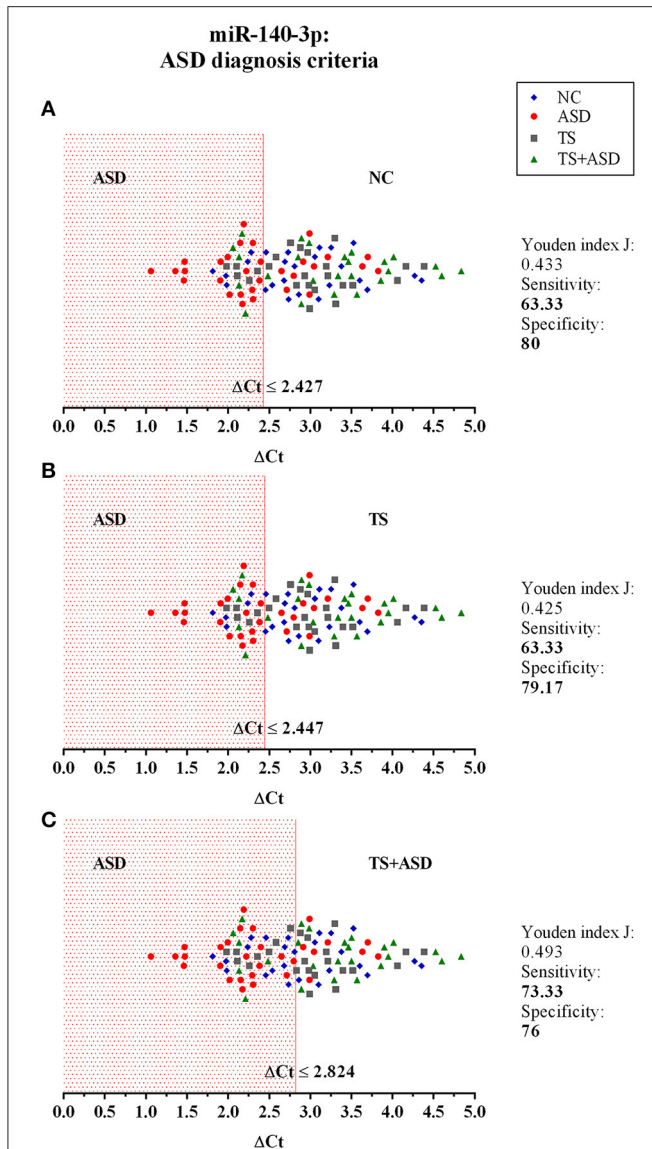 miR-140-3p:
ASD diagnosis criteria
NC
ASD
TS
TS+ASD
A
ASD
NC
Youden index J:
0.433
Sensitivity:
63.33
Specificity:
80
ΔCt ≤ 2.427
0.0 0.5 1.0 1.5 2.0 2.5 3.0 3.5 4.0 4.5 5.0
ΔCt
B
ASD
TS
Youden index J:
0.425
Sensitivity:
63.33
Specificity:
79.17
ΔCt ≤ 2.447
0.0 0.5 1.0 1.5 2.0 2.5 3.0 3.5 4.0 4.5 5.0
ΔCt
C
ASD
TS+ASD
Youden index J:
0.493
Sensitivity:
73.33
Specificity:
76
ΔCt ≤ 2.824
0.0 0.5 1.0 1.5 2.0 2.5 3.0 3.5 4.0 4.5 5.0
ΔCt